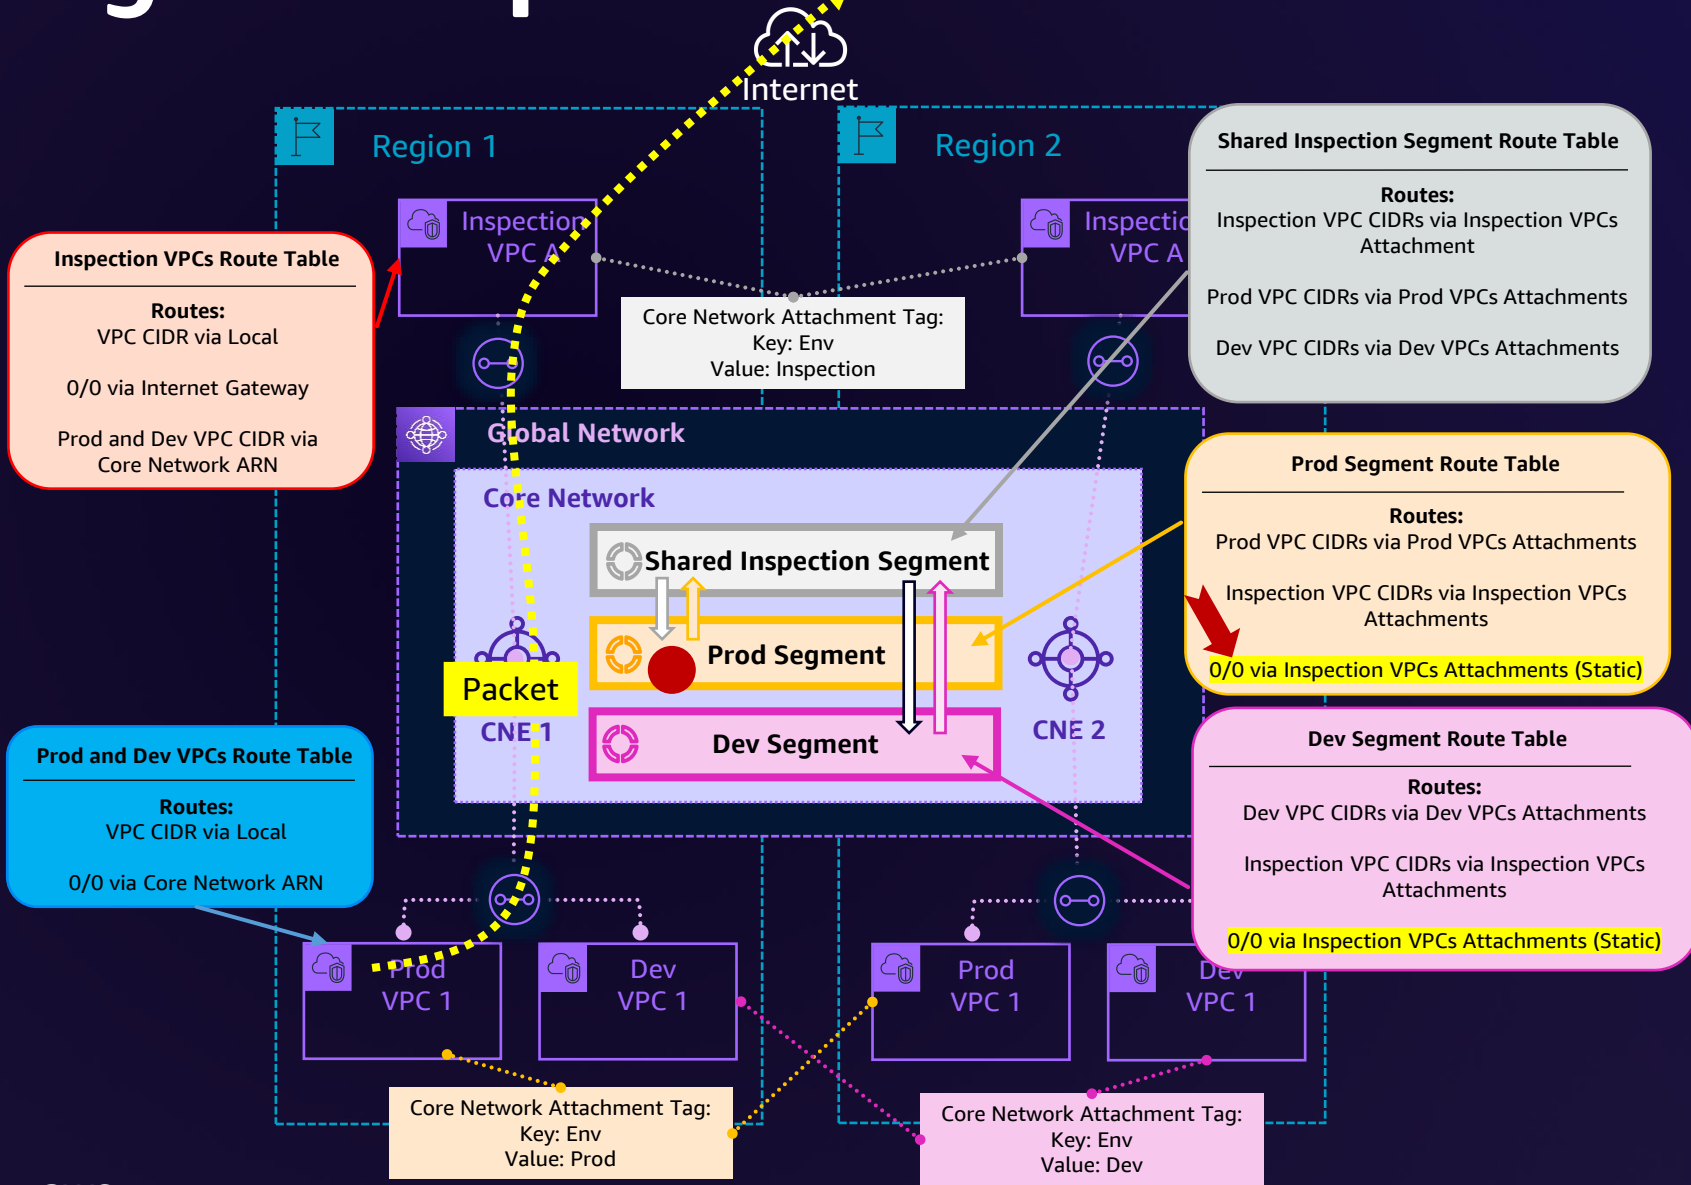 Internet
Region 1
Region 2
Inspection
VPC A
Inspectic
VPC A
Core Network Attachment Tag:
Key: Env
Value: Inspection
Shared Inspection Segment Route Table
Routes:
Inspection VPC CIDRs via Inspection VPCs
Attachment
Prod VPC CIDRs via Prod VPCs Attachments
Dev VPC CIDRs via Dev VPCs Attachments
Inspection VPCs Route Table
Routes:
VPC CIDR via Local
0/0 via Internet Gateway
Prod and Dev VPC CIDR via
Core Network ARN
Global Network
Core Network
Shared Inspection Segment
Prod Segment
Dev Segment
Packet
CNE 1
CNE 2
Prod Segment Route Table
Routes:
Prod VPC CIDRs via Prod VPCs Attachments
Inspection VPC CIDRs via Inspection VPCs
Attachments
0/0 via Inspection VPCs Attachments (Static)
Prod and Dev VPCs Route Table
Routes:
VPC CIDR via Local
0/0 via Core Network ARN
Dev Segment Route Table
Routes:
Dev VPC CIDRs via Dev VPCs Attachments
Inspection VPC CIDRs via Inspection VPCs
Attachments
0/0 via Inspection VPCs Attachments (Static)
Prod
VPC 1
Dev
VPC 1
Prod
VPC 1
Dev
VPC 1
Core Network Attachment Tag:
Key: Env
Value: Prod
Core Network Attachment Tag:
Key: Env
Value: Dev